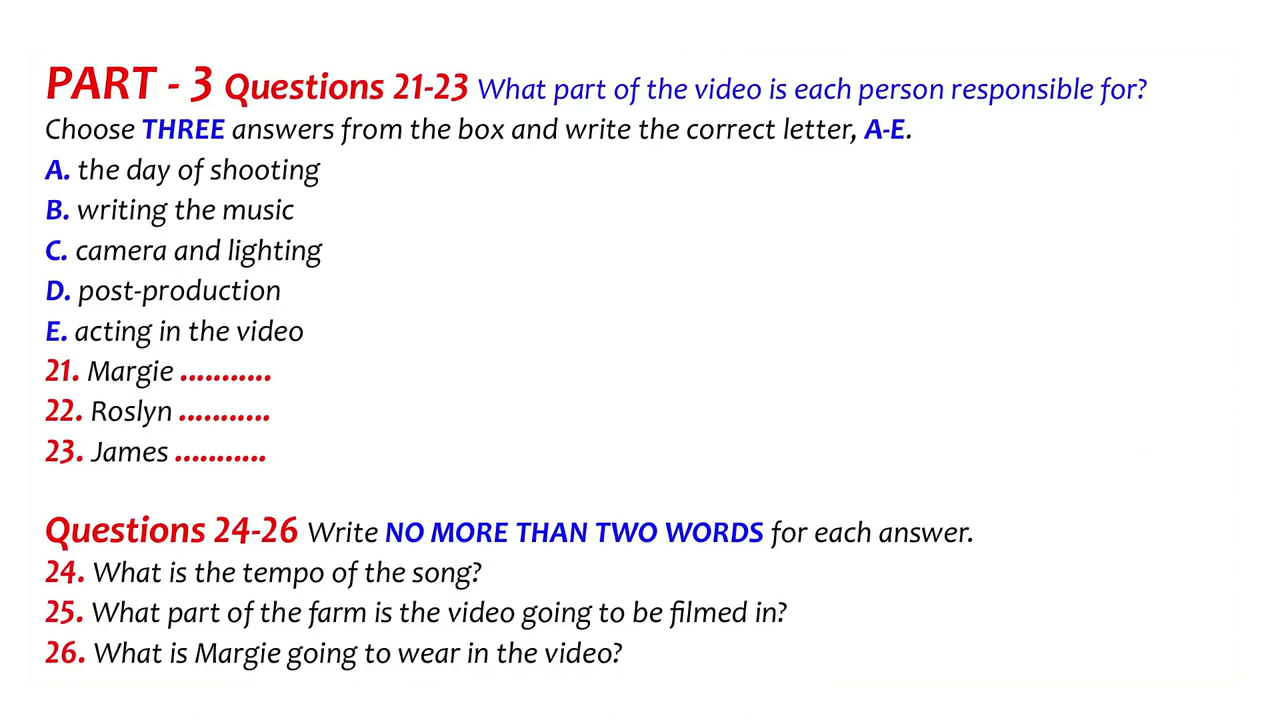 PART - 3 Questions 21-23 What part of the video is each person responsible for?
Choose THREE answers from the box and write the correct letter, A-E.
A. the day of shooting
B. writing the music
C. camera and lighting
D. post-production
E. acting in the video
21. Margie ...........
22. Roslyn ...........
23. James ...........
Questions 24-26 Write NO MORE THAN TWO WORDS for each answer.
24. What is the tempo of the song?
25. What part of the farm is the video going to be filmed in?
26. What is Margie going to wear in the video?